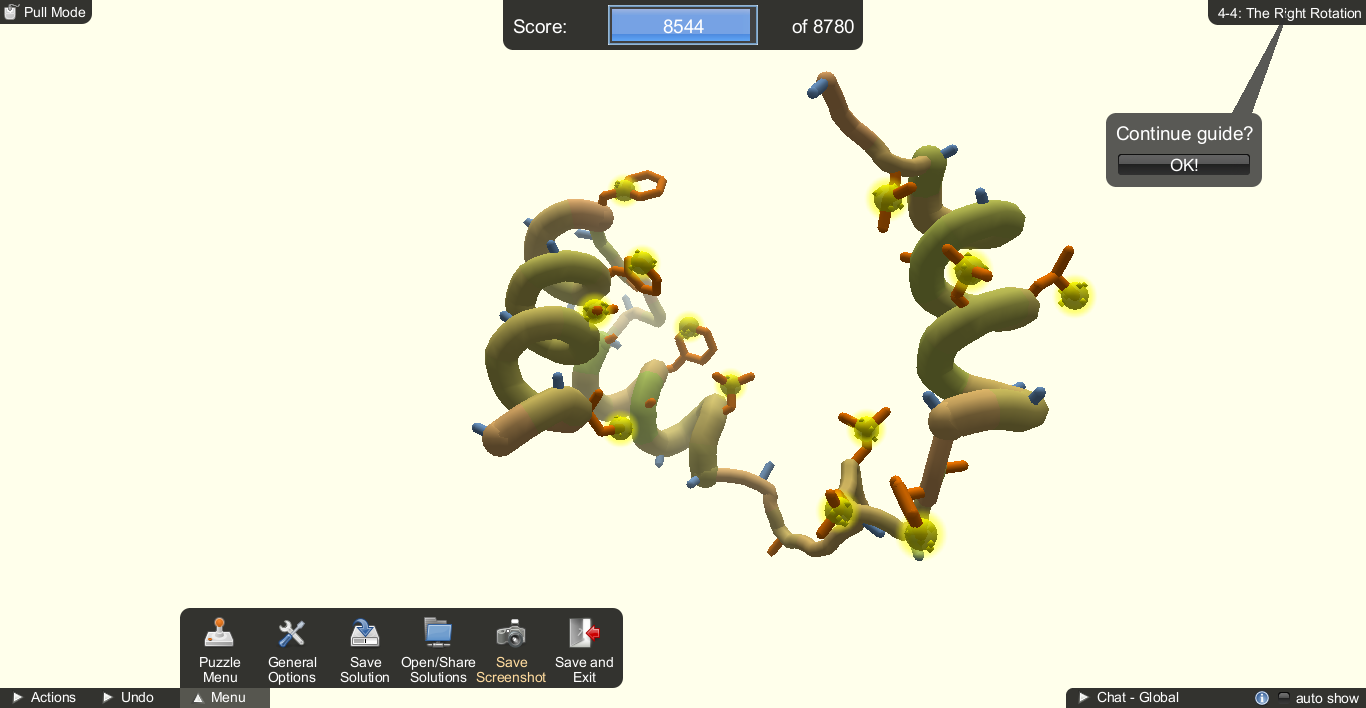 Pull Mode
Score: 8544 of 8780
4-4: The Right Rotation
Continue guide?
OK!
Puzzle Menu
General Options
Save Solution
Open/Share Solutions
Save Screenshot
Save and Exit
Actions
Undo
Menu
Chat - Global
auto show